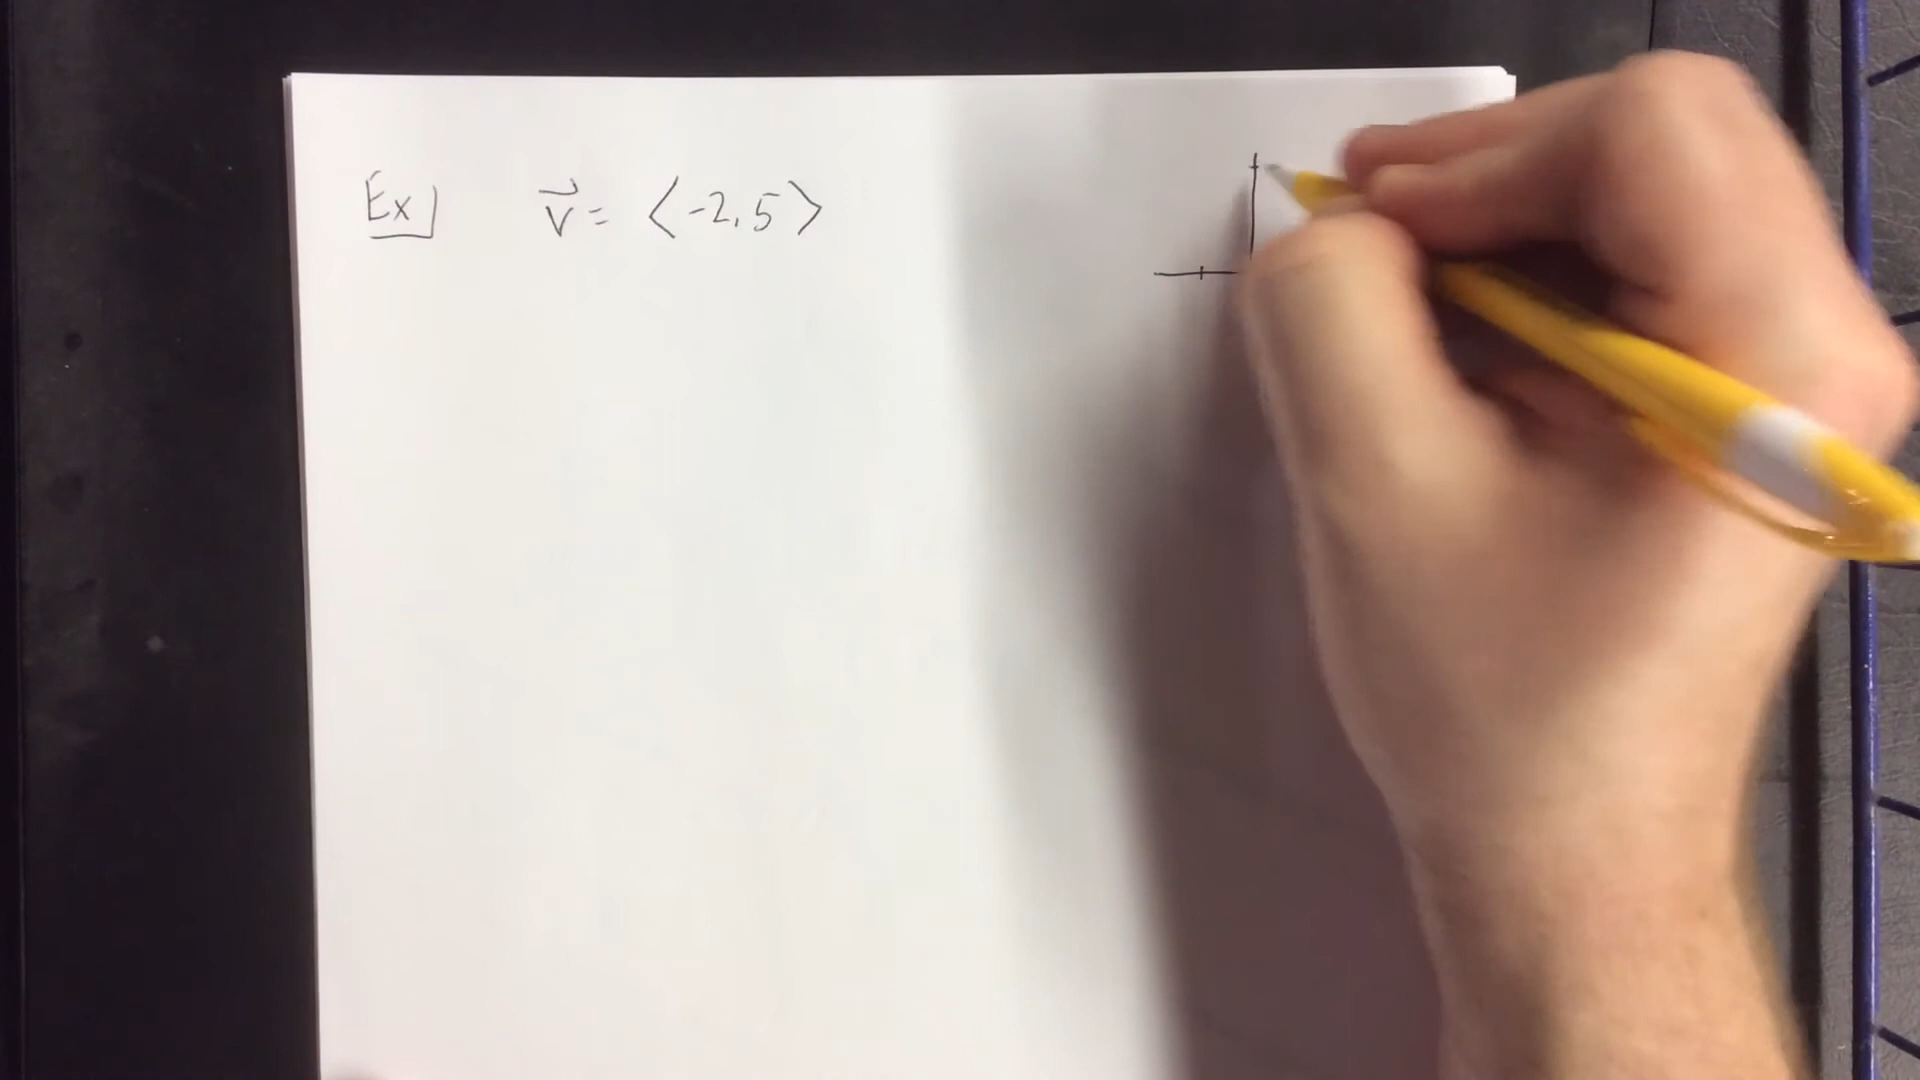 Ex] v⃗ = ⟨-2,5⟩